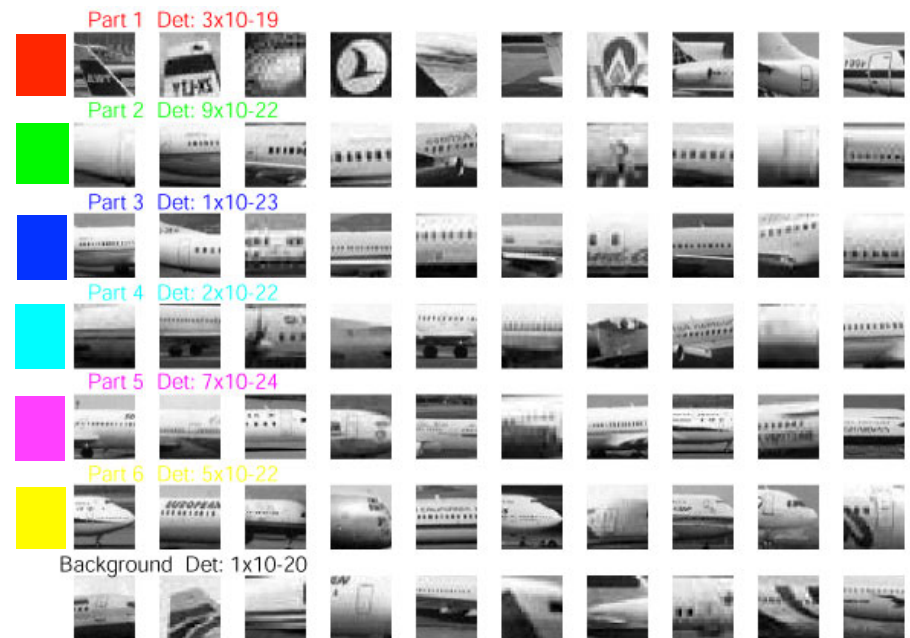 Part 1 Det: 3x10-19
Part 2 Det: 9x10-22
Part 3 Det: 1x10-23
Part 4 Det: 2x10-22
Part 5 Det: 7x10-24
Part 6 Det: 5x10-22
EUROPEAN
Background Det: 1x10-20